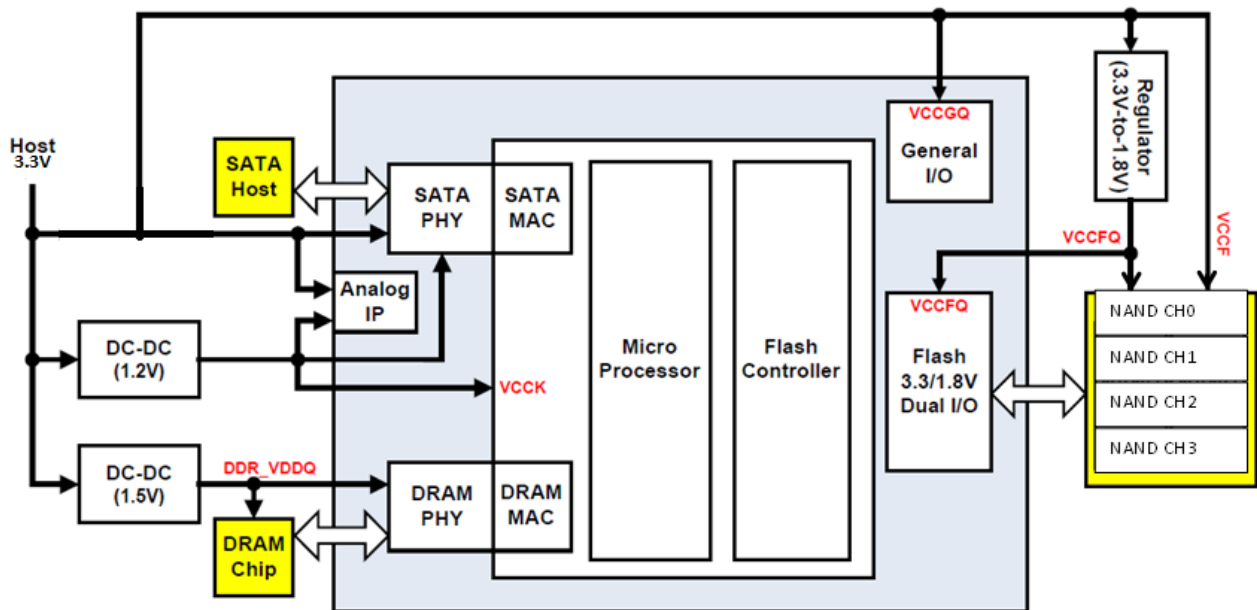 Host
3.3V
SATA
Host
SATA
PHY
SATA
MAC
Analog
IP
DC-DC
(1.2V)
VCCK
DC-DC
(1.5V)
DDR_VDDQ
DRAM
Chip
DRAM
PHY
DRAM
MAC
Micro
Processor
Flash
Controller
VCCGQ
General
I/O
VCCFQ
Flash
3.3/1.8V
Dual I/O
Regulator
(3.3V-to-1.8V)
VCCFQ
VCCF
NAND CH0
NAND CH1
NAND CH2
NAND CH3